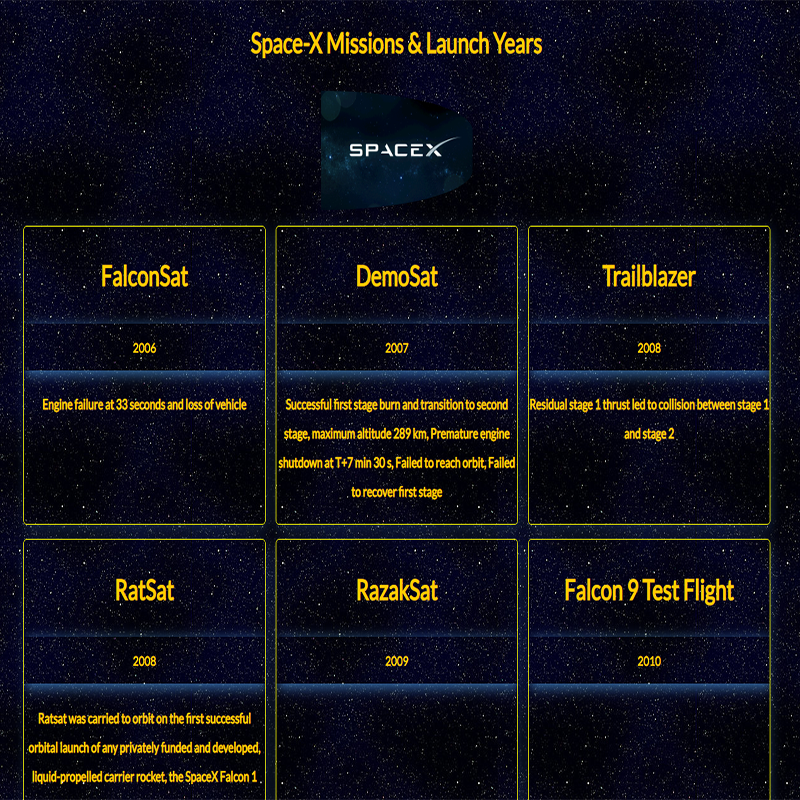 Space-X Missions & Launch Years
SPACEX
FalconSat
2006
Engine failure at 33 seconds and loss of vehicle
DemoSat
2007
Successful first stage burn and transition to second
stage, maximum altitude 289 km, Premature engine
shutdown at T+7 min 30 s, Failed to reach orbit, Failed
to recover first stage
Trailblazer
2008
Residual stage 1 thrust led to collision between stage 1
and stage 2
RatSat
2008
Ratsat was carried to orbit on the first successful
orbital launch of any privately funded and developed,
liquid-propelled carrier rocket, the SpaceX Falcon 1
RazakSat
2009
Falcon 9 Test Flight
2010